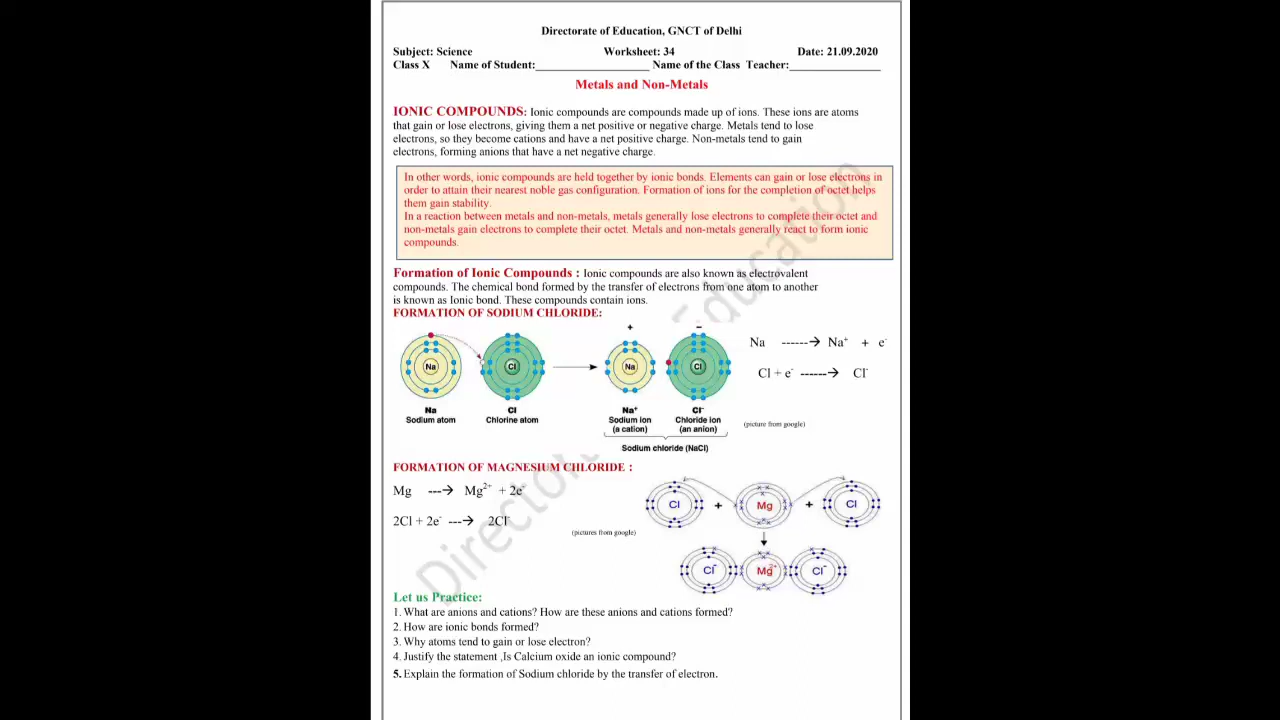 Directorate of Education, GNCT of Delhi
Subject: Science Worksheet: 34 Date: 21.09.2020
Class X Name of Student:____________________ Name of the Class Teacher:________________
Metals and Non-Metals
IONIC COMPOUNDS: Ionic compounds are compounds made up of ions. These ions are atoms
that gain or lose electrons, giving them a net positive or negative charge. Metals tend to lose
electrons, so they become cations and have a net positive charge. Non-metals tend to gain
electrons, forming anions that have a net negative charge.
In other words, ionic compounds are held together by ionic bonds. Elements can gain or lose electrons in
order to attain their nearest noble gas configuration. Formation of ions for the completion of octet helps
them gain stability.
In a reaction between metals and non-metals, metals generally lose electrons to complete their octet and
non-metals gain electrons to complete their octet. Metals and non-metals generally react to form ionic
compounds.
Formation of Ionic Compounds : Ionic compounds are also known as electrovalent
compounds. The chemical bond formed by the transfer of electrons from one atom to another
is known as Ionic bond. These compounds contain ions.
FORMATION OF SODIUM CHLORIDE:
+ −
Na Cl Na Cl
Na Cl Na⁺ Cl⁻
Sodium atom Chlorine atom Sodium ion Chloride ion
(a cation) (an anion)
Sodium chloride (NaCl)
Na ------→ Na⁺ + e⁻
Cl + e⁻ ------→ Cl⁻
(picture from google)
FORMATION OF MAGNESIUM CHLORIDE :
Mg ---→ Mg²⁺ + 2e⁻
2Cl + 2e⁻ ---→ 2Cl⁻
(pictures from google)
Cl + Mg + Cl
Cl⁻ Mg²⁺ Cl⁻
Let us Practice:
1. What are anions and cations? How are these anions and cations formed?
2. How are ionic bonds formed?
3. Why atoms tend to gain or lose electron?
4. Justify the statement ,Is Calcium oxide an ionic compound?
5. Explain the formation of Sodium chloride by the transfer of electron.